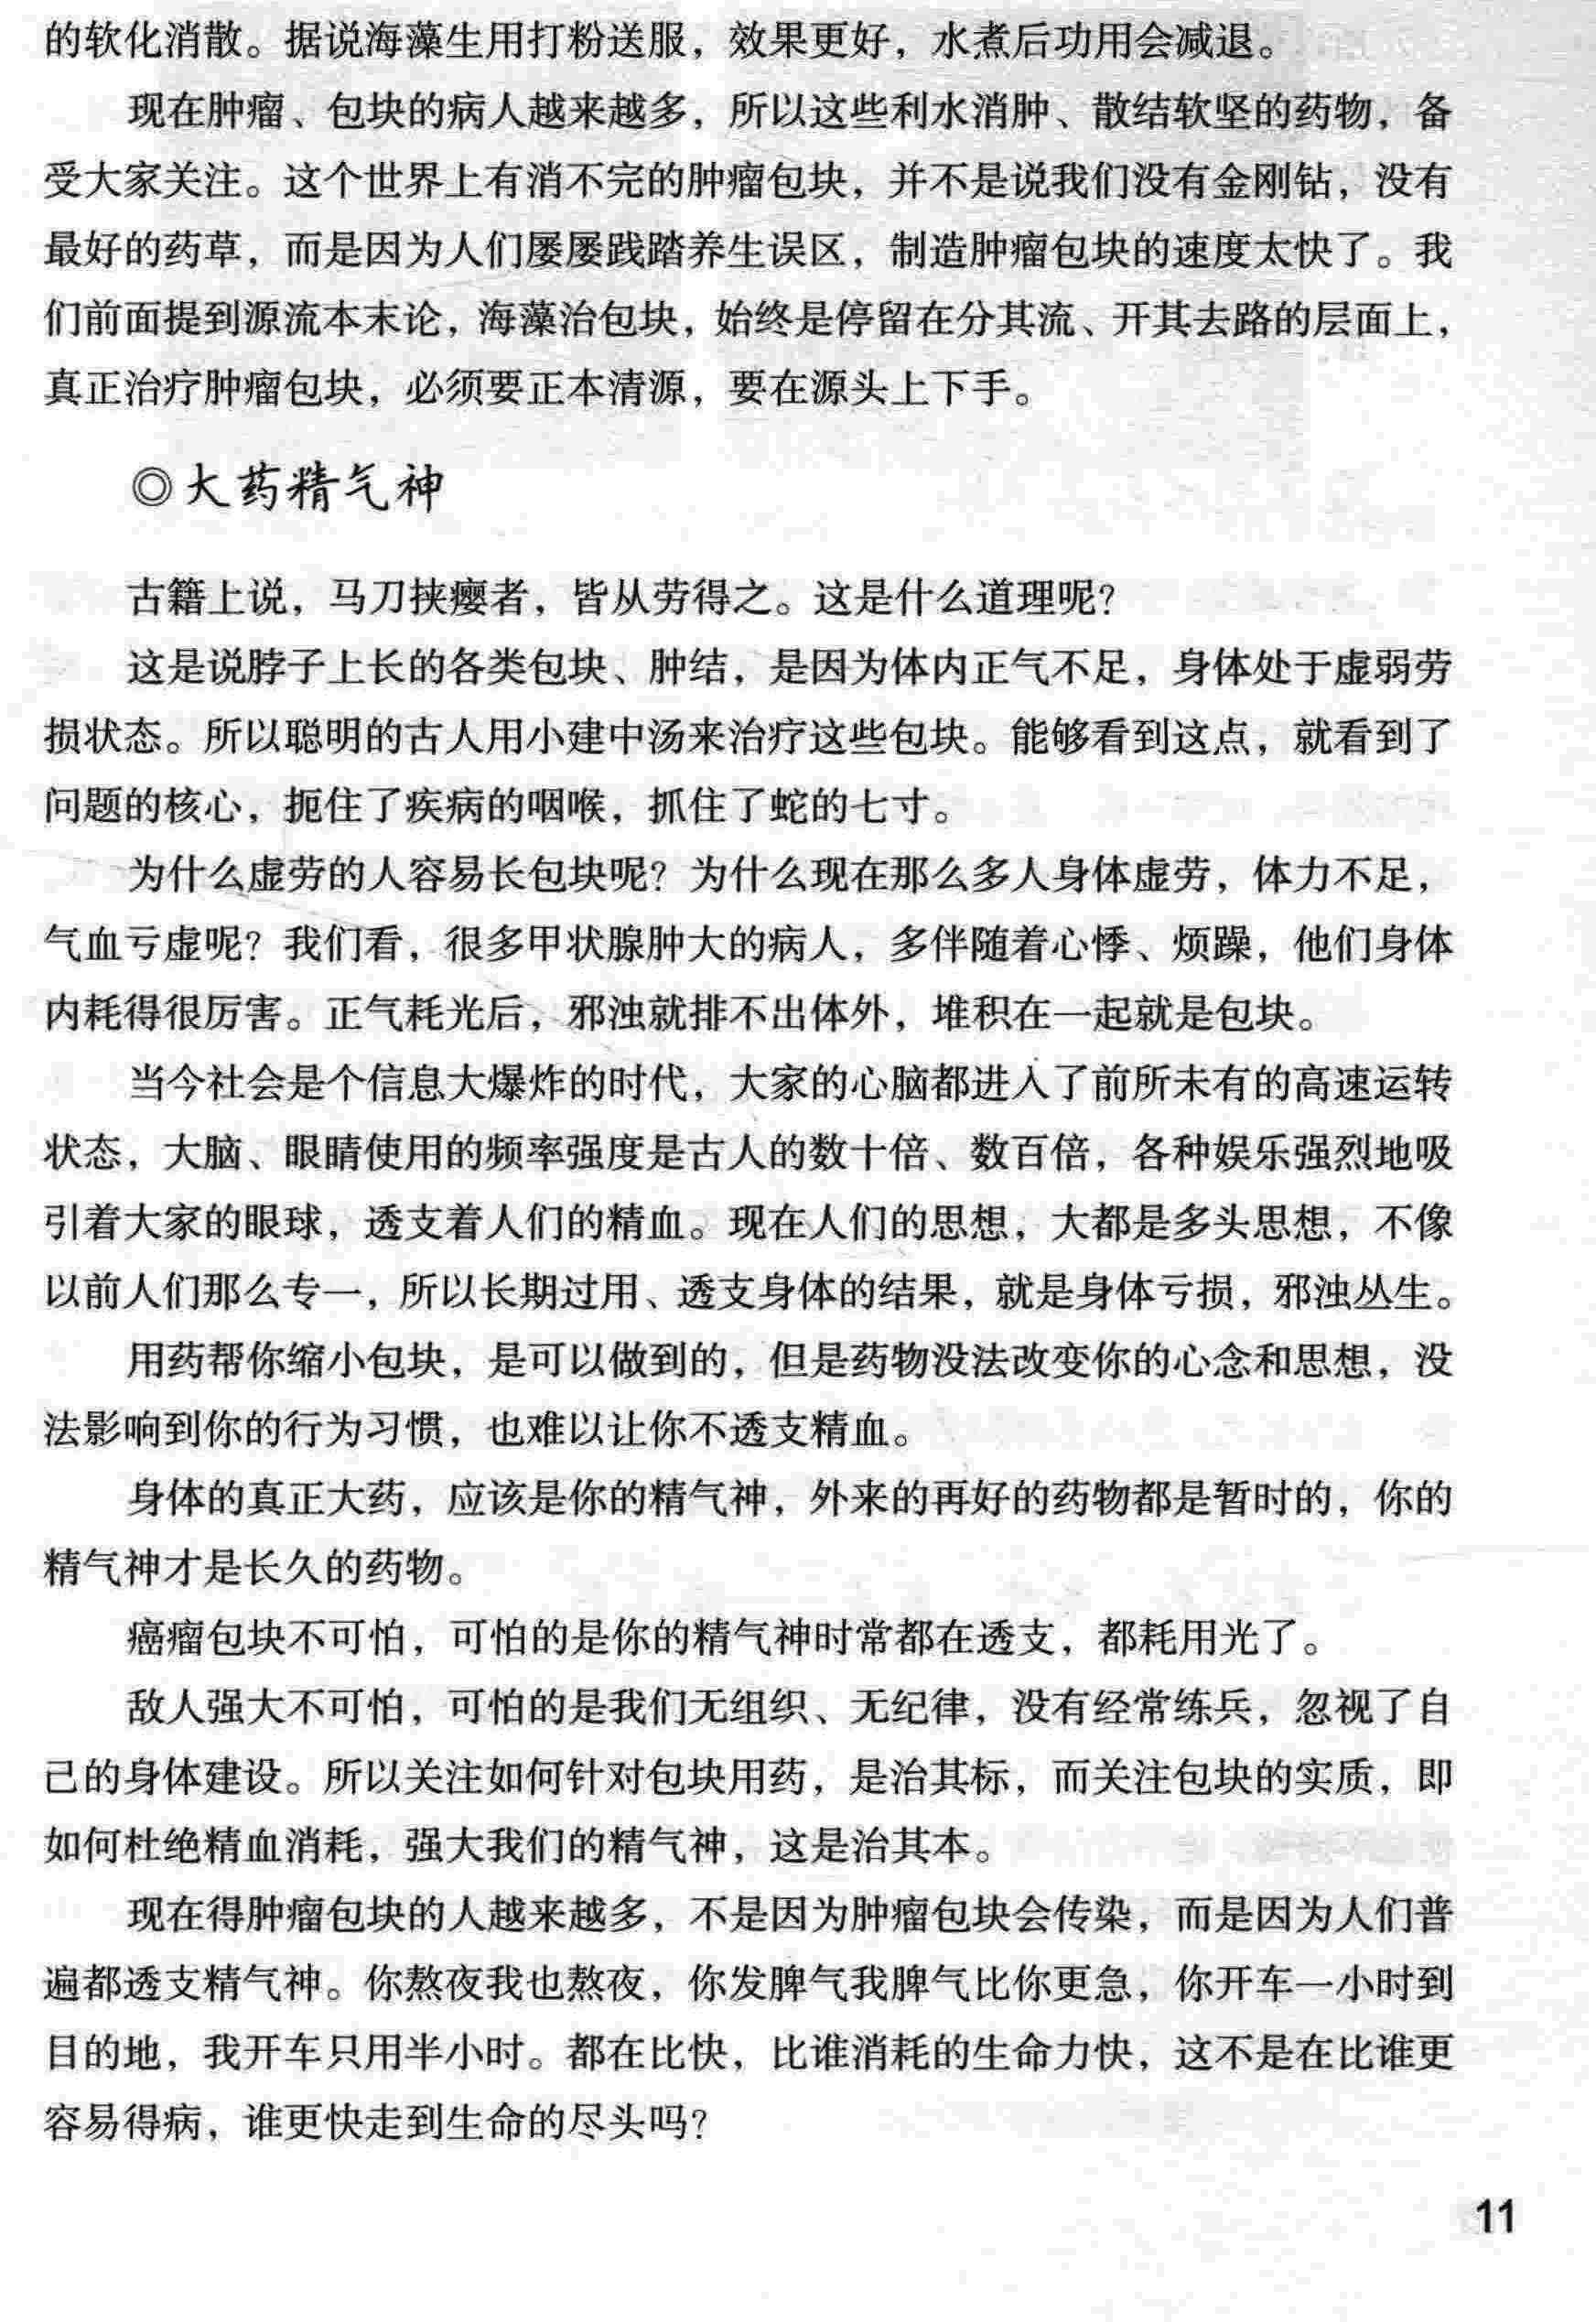 的软化消散。据说海藻生用打粉送服，效果更好，水煮后功用会减退。
现在肿瘤、包块的病人越来越多，所以这些利水消肿、散结软坚的药物，备
受大家关注。这个世界上有消不完的肿瘤包块，并不是说我们没有金刚钻，没有
最好的药草，而是因为人们屡屡践踏养生误区，制造肿瘤包块的速度太快了。我
们前面提到源流本末论，海藻治包块，始终是停留在分其流、开其去路的层面上，
真正治疗肿瘤包块，必须要正本清源，要在源头上下手。
◎大药精气神
古籍上说，马刀挟瘿者，皆从劳得之。这是什么道理呢？
这是说脖子上长的各类包块、肿结，是因为体内正气不足，身体处于虚弱劳
损状态。所以聪明的古人用小建中汤来治疗这些包块。能够看到这点，就看到了
问题的核心，扼住了疾病的咽喉，抓住了蛇的七寸。
为什么虚劳的人容易长包块呢？为什么现在那么多人身体虚劳，体力不足，
气血亏虚呢？我们看，很多甲状腺肿大的病人，多伴随着心悸、烦躁，他们身体
内耗得很厉害。正气耗光后，邪浊就排不出体外，堆积在一起就是包块。
当今社会是个信息大爆炸的时代，大家的心脑都进入了前所未有的高速运转
状态，大脑、眼睛使用的频率强度是古人的数十倍、数百倍，各种娱乐强烈地吸
引着大家的眼球，透支着人们的精血。现在人们的思想，大都是多头思想，不像
以前人们那么专一，所以长期过用、透支身体的结果，就是身体亏损，邪浊丛生。
用药帮你缩小包块，是可以做到的，但是药物没法改变你的心念和思想，没
法影响到你的行为习惯，也难以让你不透支精血。
身体的真正大药，应该是你的精气神，外来的再好的药物都是暂时的，你的
精气神才是长久的药物。
癌瘤包块不可怕，可怕的是你的精气神时常都在透支，都耗用光了。
敌人强大不可怕，可怕的是我们无组织、无纪律，没有经常练兵，忽视了自
己的身体建设。所以关注如何针对包块用药，是治其标，而关注包块的实质，即
如何杜绝精血消耗，强大我们的精气神，这是治其本。
现在得肿瘤包块的人越来越多，不是因为肿瘤包块会传染，而是因为人们普
遍都透支精气神。你熬夜我也熬夜，你发脾气我脾气比你更急，你开车一小时到
目的地，我开车只用半小时。都在比快，比谁消耗的生命力快，这不是在比谁更
容易得病，谁更快走到生命的尽头吗？
11